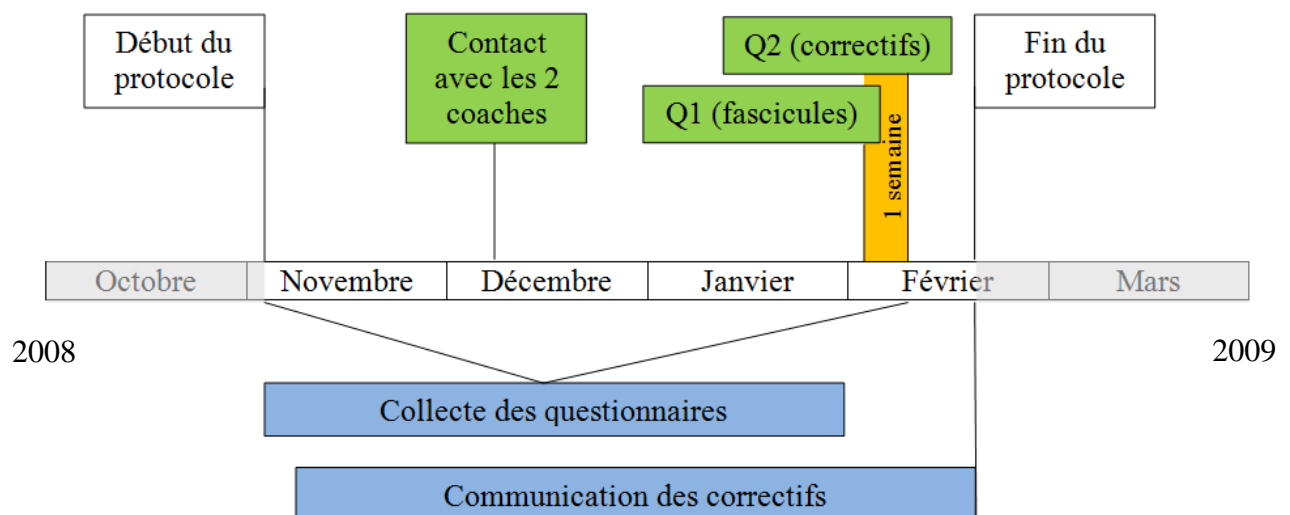 Début du
protocole
Contact
avec les 2
coaches
Q2 (correctifs)
Q1 (fascicules)
1 semaine
Fin du
protocole
Octobre
Novembre
Décembre
Janvier
Février
Mars
2008
2009
Collecte des questionnaires
Communication des correctifs